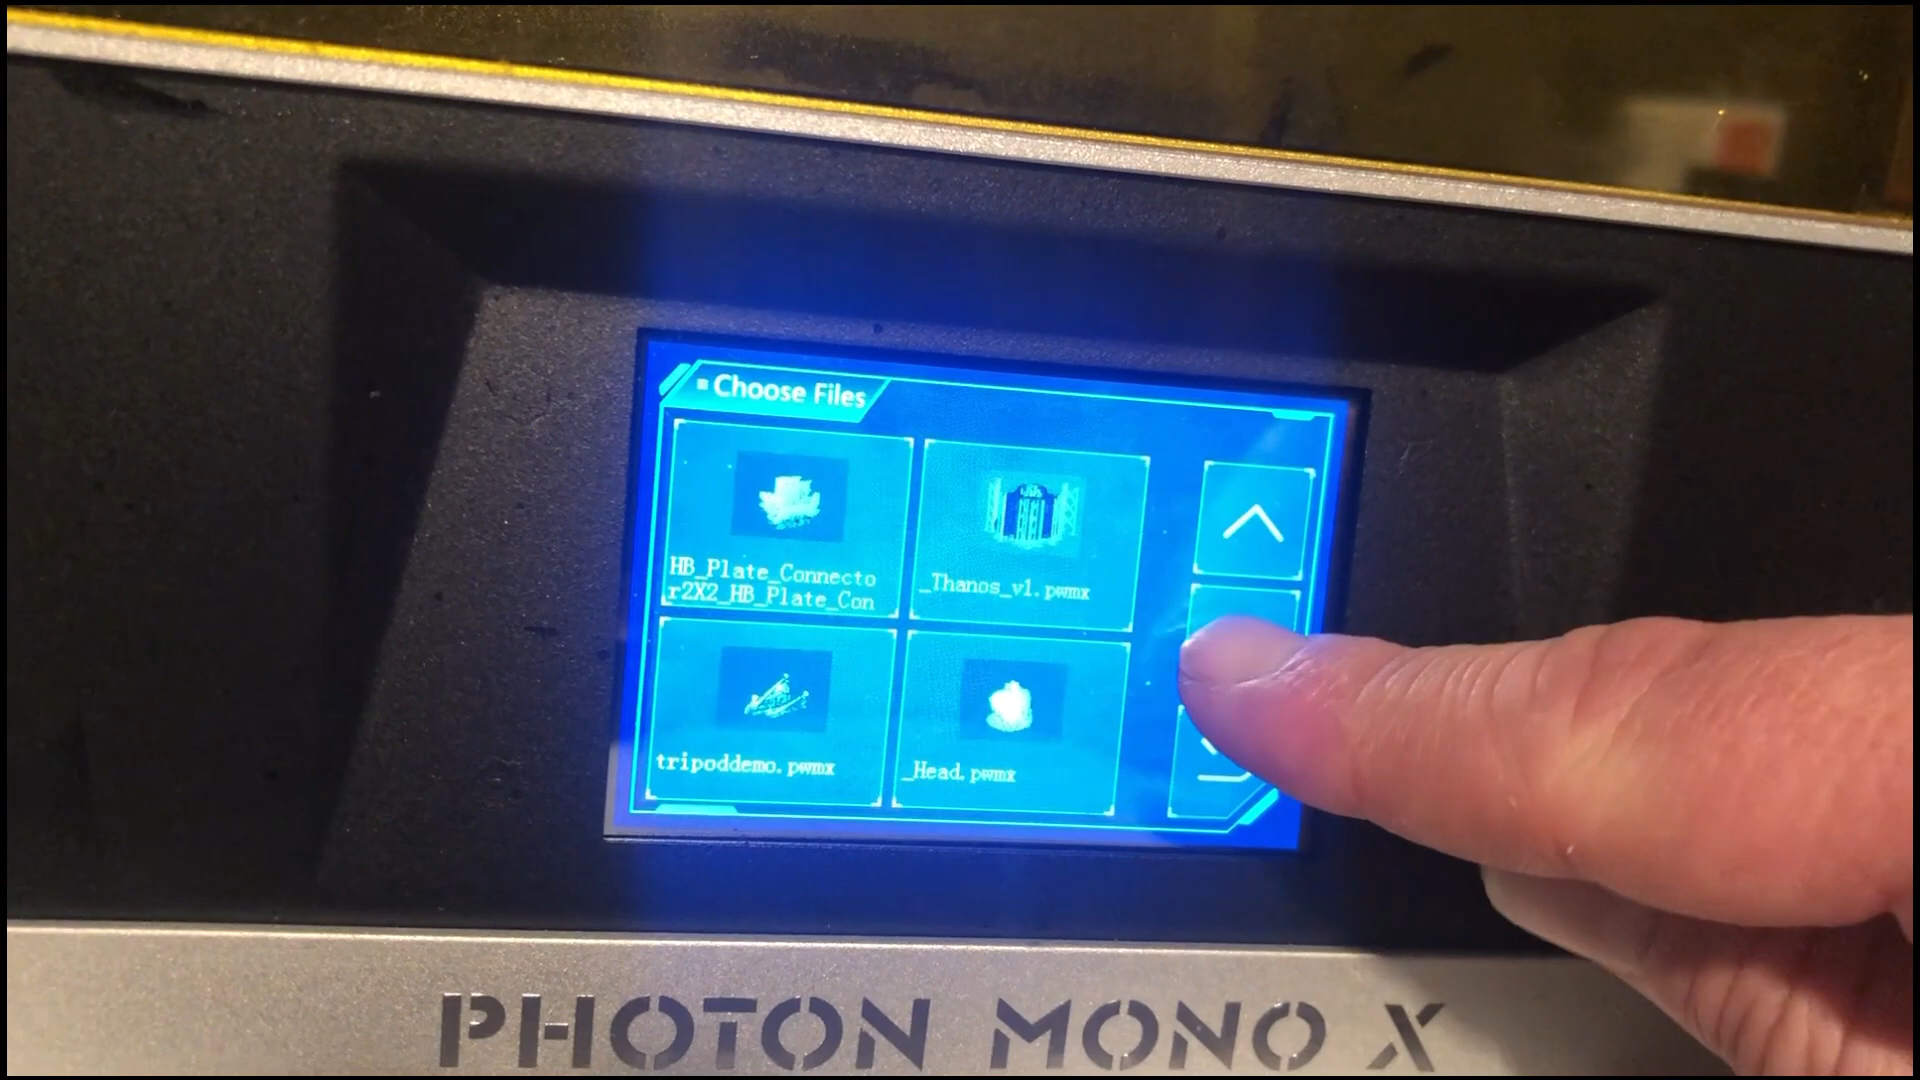 Choose Files
HB_Plate_Connecto
r2X2_HB_Plate_Con
_Thanos_v1.pwmx
tripoddemo.pwmx
_Head.pwmx
PHOTON MONO X